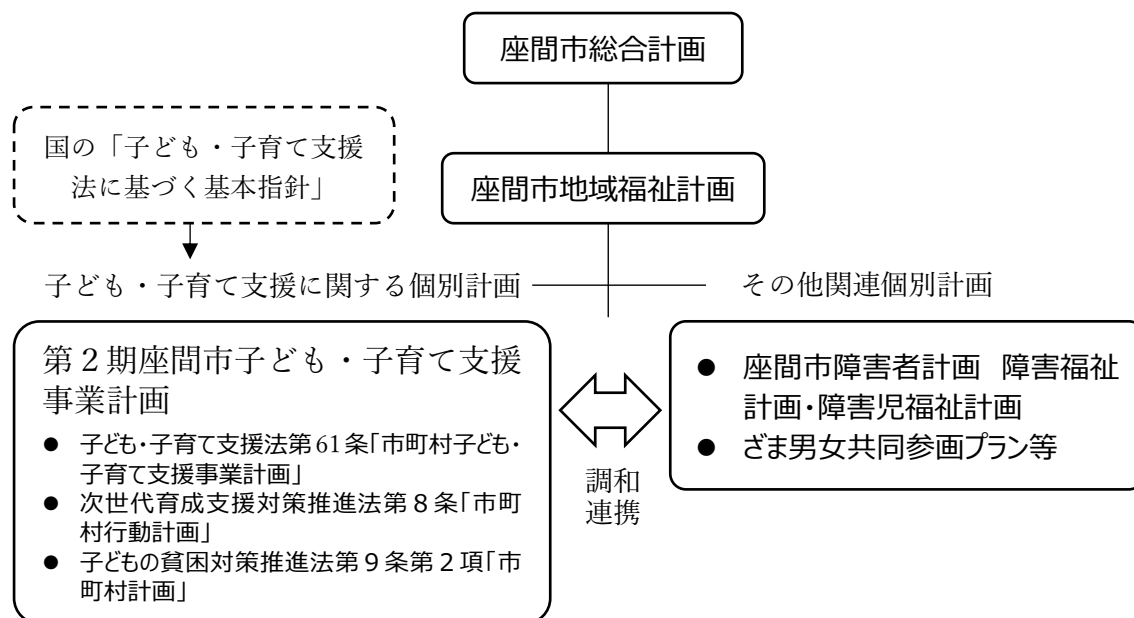 座間市総合計画
国の「子ども・子育て支援
法に基づく基本指針」
座間市地域福祉計画
子ども・子育て支援に関する個別計画
その他関連個別計画
第２期座間市子ども・子育て支援
事業計画
● 子ども・子育て支援法第61条「市町村子ども・
子育て支援事業計画」
● 次世代育成支援対策推進法第８条「市町
村行動計画」
● 子どもの貧困対策推進法第９条第２項「市
町村計画」
調和
連携
● 座間市障害者計画　障害福祉
計画・障害児福祉計画
● ざま男女共同参画プラン等